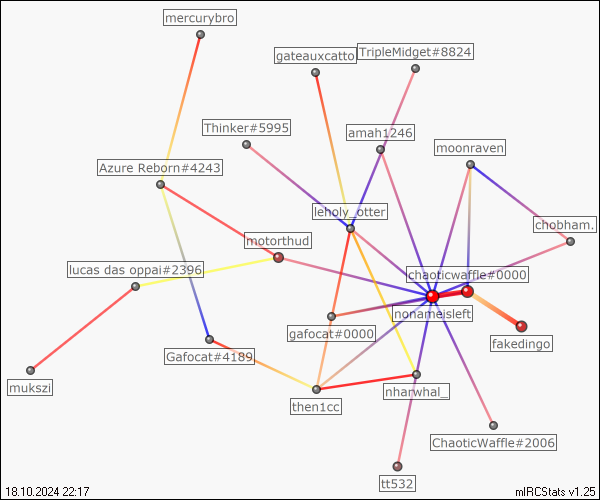 mercurybro
gateauxcatto
TripleMidget#8824
Thinker#5995
amah1246
moonraven
Azure Reborn#4243
leholy_otter
chobham.
motorthud
lucas das oppai#2396
chaoticwaffle#0000
nonameisleft
gafocat#0000
fakedingo
Gafocat#4189
mukszi
nharwhal_
then1cc
ChaoticWaffle#2006
tt532
18.10.2024 22:17
mIRCStats v1.25